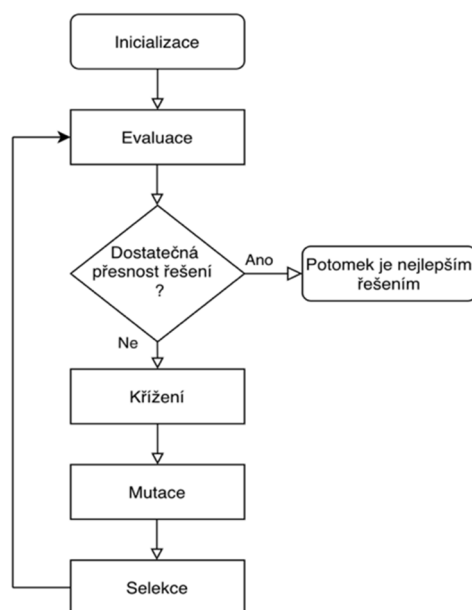 Inicializace
Evaluace
Dostatečná
přesnost řešení
?
Ano
Potomek je nejlepším
řešením
Ne
Křížení
Mutace
Selekce